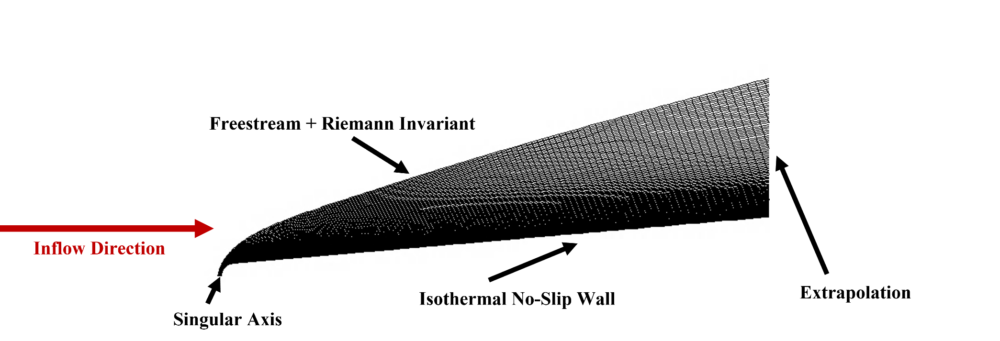 Freestream + Riemann Invariant
Inflow Direction
Isothermal No-Slip Wall
Extrapolation
Singular Axis